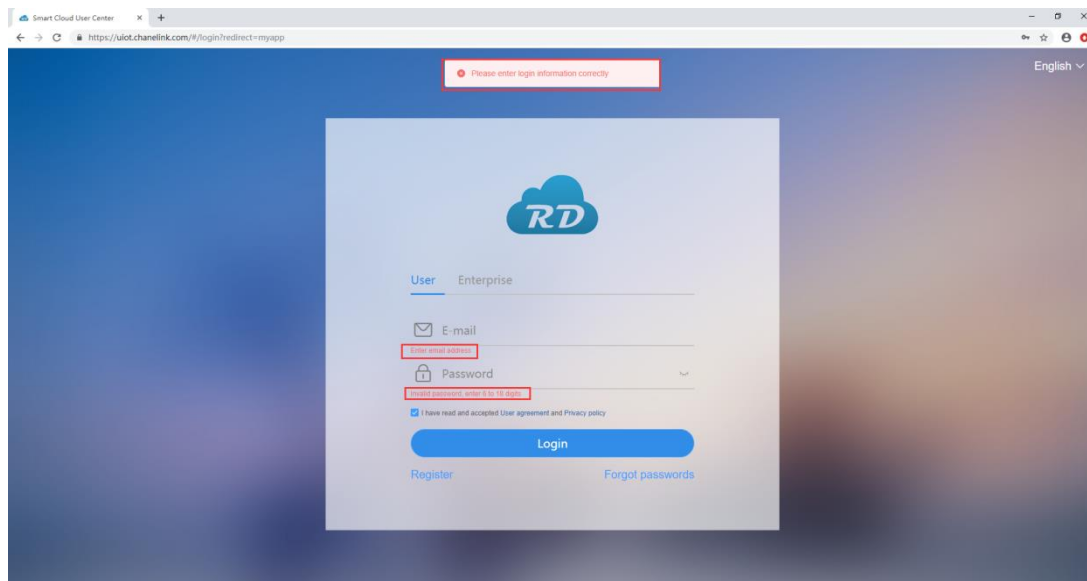 Smart Cloud User Center
https://uiot.chanelink.com/#/login?redirect=myapp
Please enter login information correctly
English
RD
User Enterprise
E-mail
Enter email address
Password
Invalid password, enter 6 to 18 digits
I have read and accepted User agreement and Privacy policy
Login
Register Forgot passwords